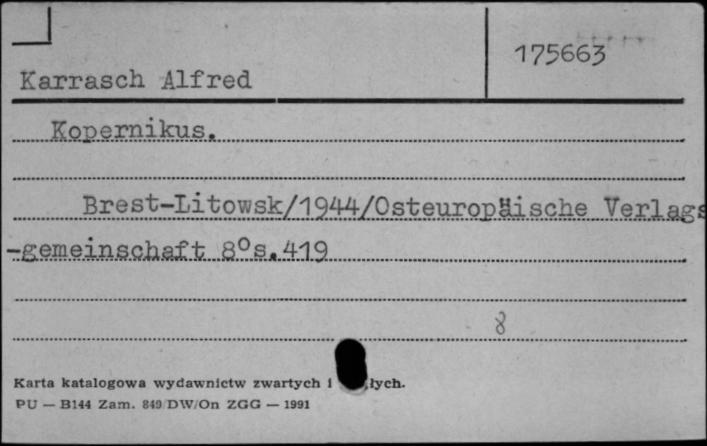 175663
Karrasch Alfred
Kopernikus.
Brest-Litowsk/1944/Osteuropäische Verlags
-gemeinschaft 8°s.419
8
Karta katalogowa wydawnictw zwartych i łych.
PU — B144 Zam. 849/DW/On ZGG — 1991